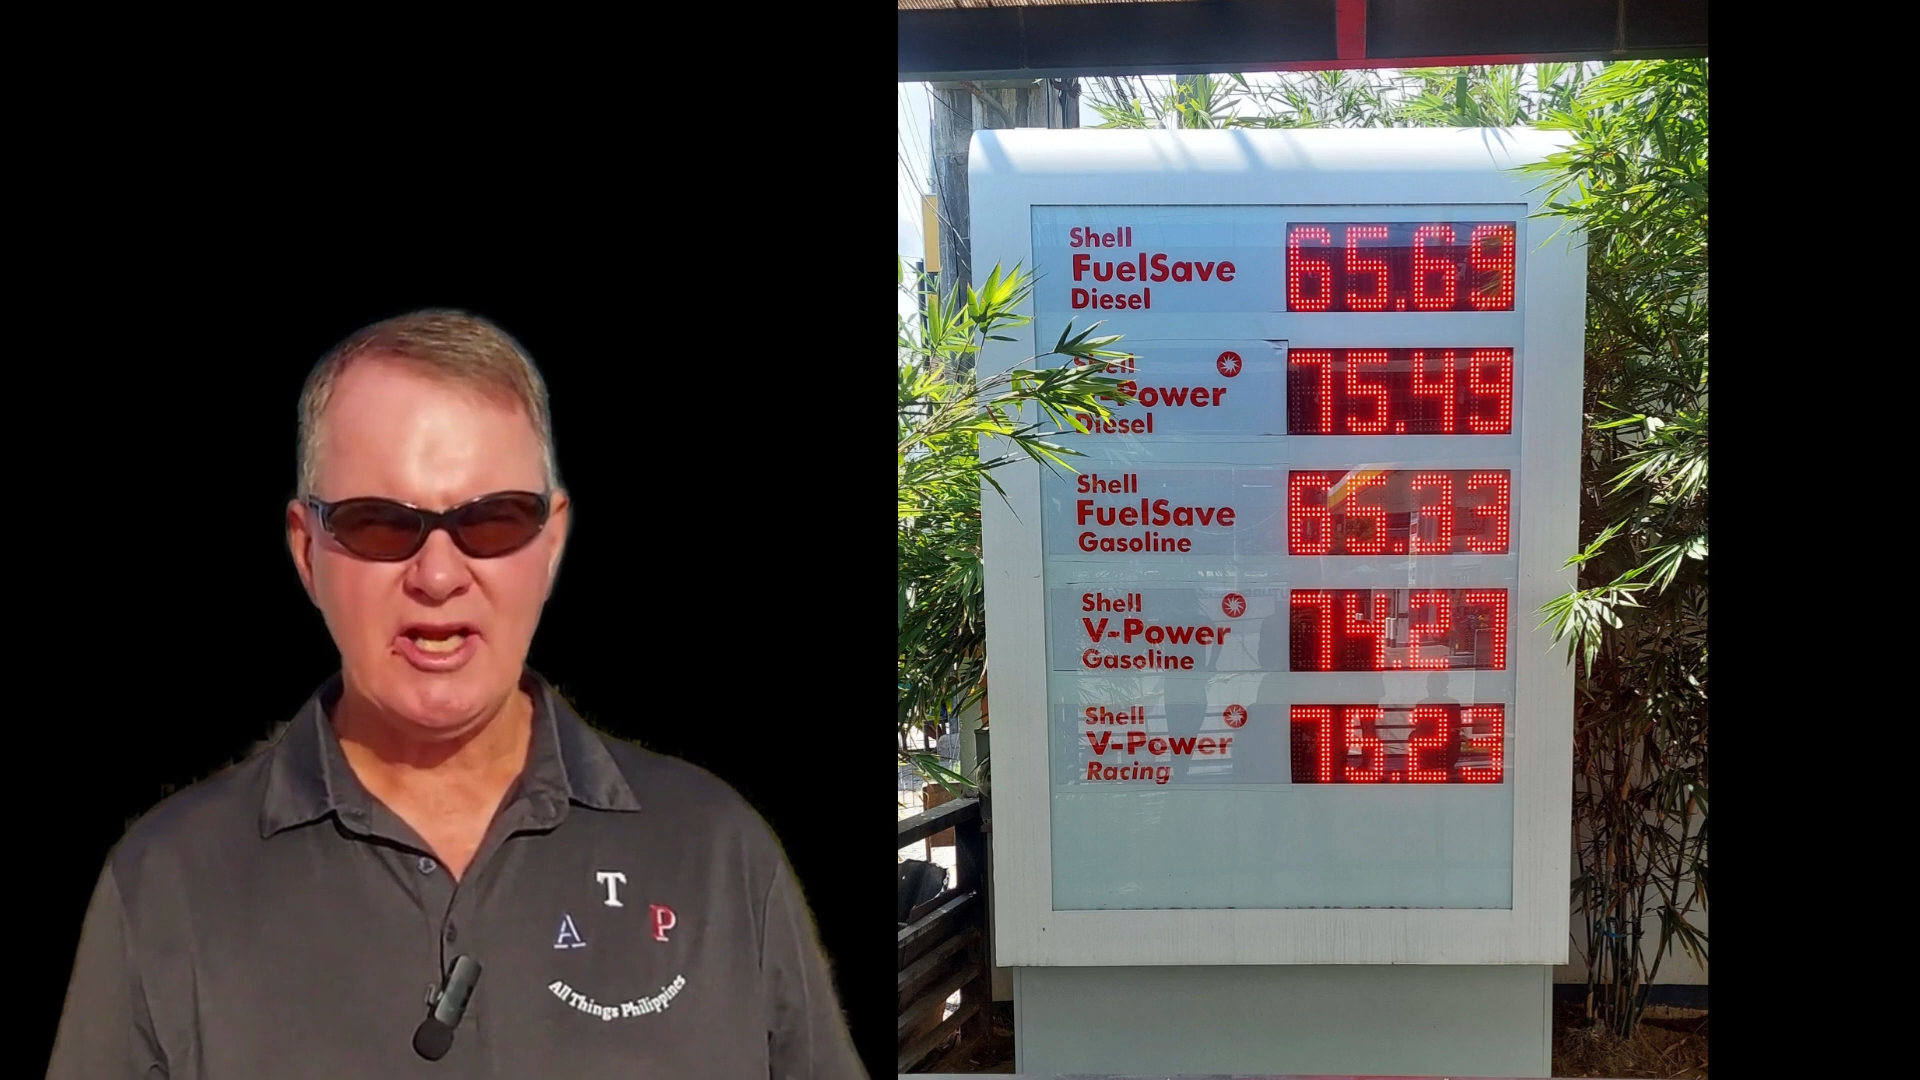 T
A P
All Things Philippines
Shell
FuelSave
Diesel
65.69
Shell
-Power
Diesel
75.49
Shell
FuelSave
Gasoline
65.33
Shell
V-Power
Gasoline
74.27
Shell
V-Power
Racing
75.23